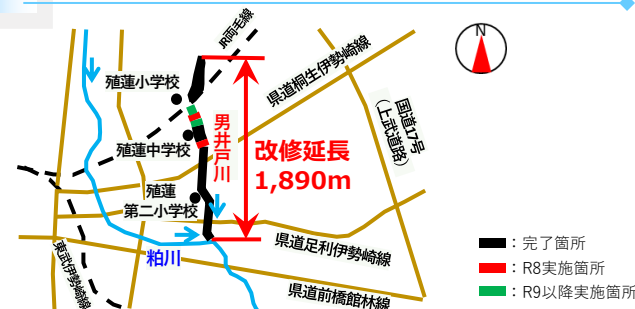 N
JR両毛線
殖蓮小学校
県道桐生伊勢崎線
国道17号
(上武道路)
男井戸川
殖蓮中学校
改修延長
1,890m
殖蓮
第二小学校
県道足利伊勢崎線
粕川
東武伊勢崎線
県道前橋館林線
：完了箇所
：R8実施箇所
：R9以降実施箇所